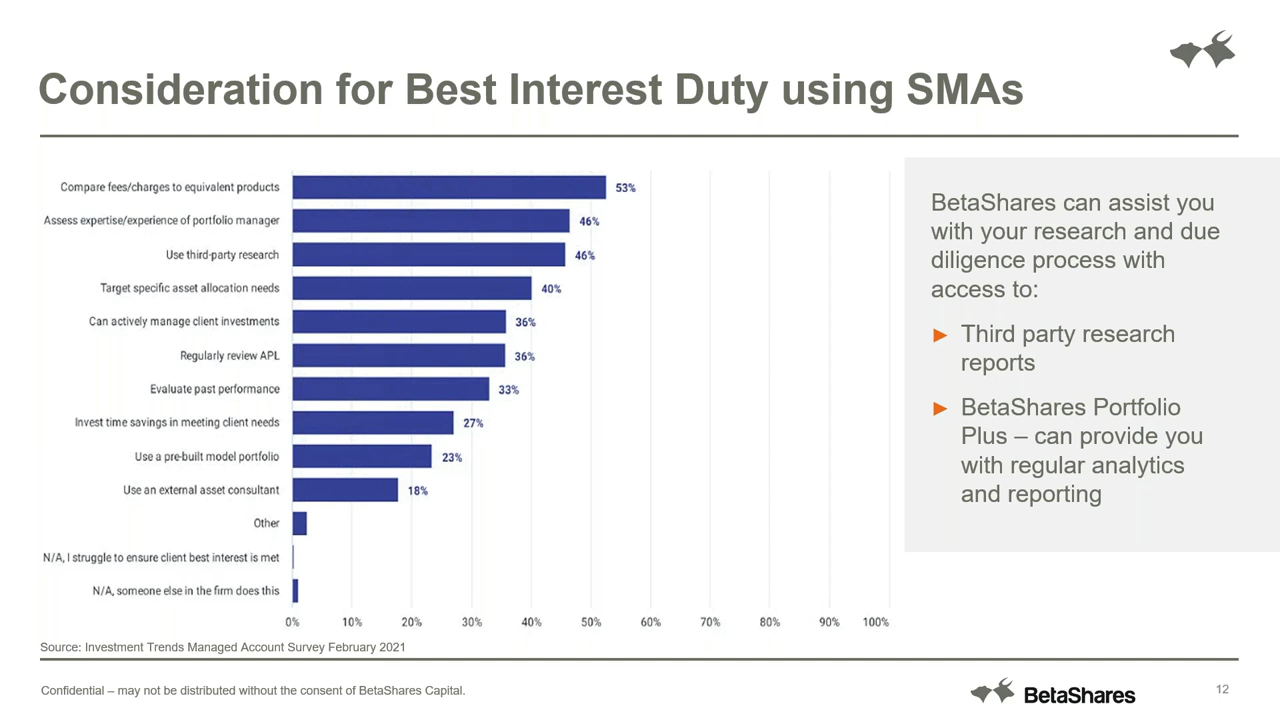 Consideration for Best Interest Duty using SMAs
Compare fees/charges to equivalent products 53%
Assess expertise/experience of portfolio manager 46%
Use third-party research 46%
Target specific asset allocation needs 40%
Can actively manage client investments 36%
Regularly review APL 36%
Evaluate past performance 33%
Invest time savings in meeting client needs 27%
Use a pre-built model portfolio 23%
Use an external asset consultant 18%
Other
N/A, I struggle to ensure client best interest is met
N/A, someone else in the firm does this
0% 10% 20% 30% 40% 50% 60% 70% 80% 90% 100%
Source: Investment Trends Managed Account Survey February 2021
BetaShares can assist you
with your research and due
diligence process with
access to:
► Third party research
reports
► BetaShares Portfolio
Plus – can provide you
with regular analytics
and reporting
Confidential – may not be distributed without the consent of BetaShares Capital.
BetaShares
12